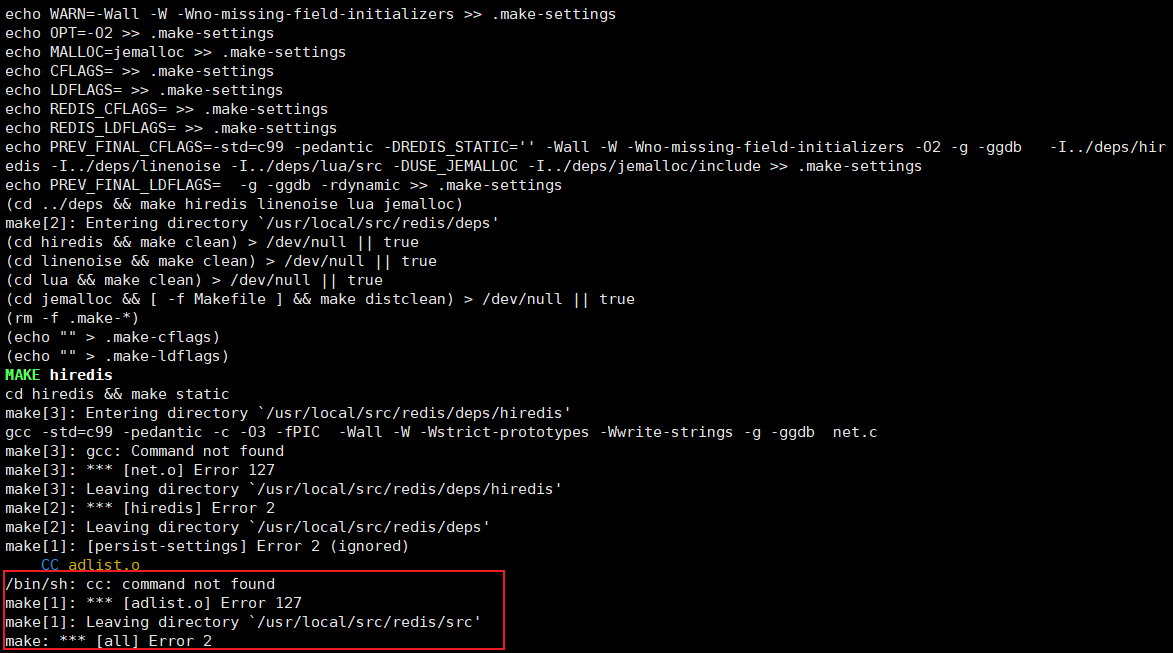 echo WARN=-Wall -W -Wno-missing-field-initializers >> .make-settings
echo OPT=-O2 >> .make-settings
echo MALLOC=jemalloc >> .make-settings
echo CFLAGS= >> .make-settings
echo LDFLAGS= >> .make-settings
echo REDIS_CFLAGS= >> .make-settings
echo REDIS_LDFLAGS= >> .make-settings
echo PREV_FINAL_CFLAGS=-std=c99 -pedantic -DREDIS_STATIC='' -Wall -W -Wno-missing-field-initializers -O2 -g -ggdb   -I../deps/hir
edis -I../deps/linenoise -I../deps/lua/src -DUSE_JEMALLOC -I../deps/jemalloc/include >> .make-settings
echo PREV_FINAL_LDFLAGS=  -g -ggdb -rdynamic >> .make-settings
(cd ../deps && make hiredis linenoise lua jemalloc)
make[2]: Entering directory `/usr/local/src/redis/deps'
(cd hiredis && make clean) > /dev/null || true
(cd linenoise && make clean) > /dev/null || true
(cd lua && make clean) > /dev/null || true
(cd jemalloc && [ -f Makefile ] && make distclean) > /dev/null || true
(rm -f .make-*)
(echo "" > .make-cflags)
(echo "" > .make-ldflags)
MAKE hiredis
cd hiredis && make static
make[3]: Entering directory `/usr/local/src/redis/deps/hiredis'
gcc -std=c99 -pedantic -c -O3 -fPIC  -Wall -W -Wstrict-prototypes -Wwrite-strings -g -ggdb  net.c
make[3]: gcc: Command not found
make[3]: *** [net.o] Error 127
make[3]: Leaving directory `/usr/local/src/redis/deps/hiredis'
make[2]: *** [hiredis] Error 2
make[2]: Leaving directory `/usr/local/src/redis/deps'
make[1]: [persist-settings] Error 2 (ignored)
    CC adlist.o
/bin/sh: cc: command not found
make[1]: *** [adlist.o] Error 127
make[1]: Leaving directory `/usr/local/src/redis/src'
make: *** [all] Error 2